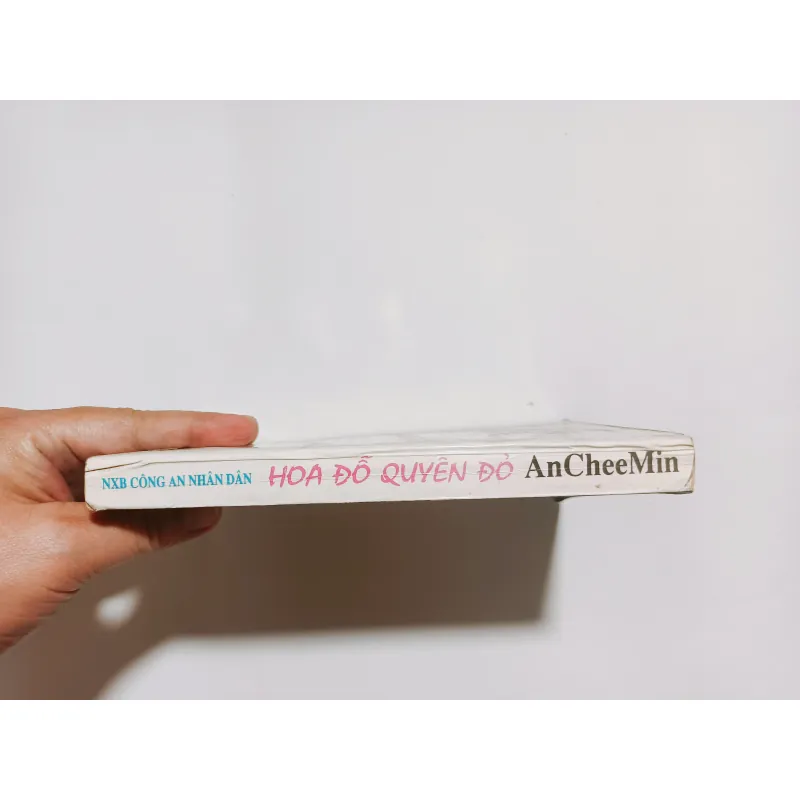 NXB CÔNG AN NHÂN DÂN HOA ĐỖ QUYÊN ĐỎ AnCheeMin